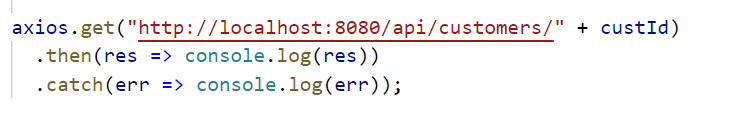 axios.get("http://localhost:8080/api/customers/" + custId)
.then(res => console.log(res))
.catch(err => console.log(err));